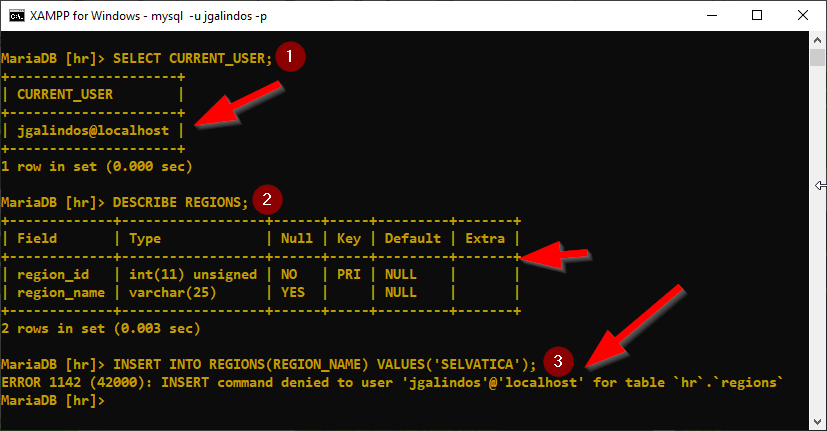 XAMPP for Windows - mysql -u jgalindos -p
MariaDB [hr]> SELECT CURRENT_USER; 1
+---------------------+
| CURRENT_USER        |
+---------------------+
| jgalindos@localhost |
+---------------------+
1 row in set (0.000 sec)
MariaDB [hr]> DESCRIBE REGIONS; 2
+-------------+------------------+------+-----+---------+-------+
| Field       | Type             | Null | Key | Default | Extra |
+-------------+------------------+------+-----+---------+-------+
| region_id   | int(11) unsigned | NO   | PRI | NULL    |       |
| region_name | varchar(25)      | YES  |     | NULL    |       |
+-------------+------------------+------+-----+---------+-------+
2 rows in set (0.003 sec)
MariaDB [hr]> INSERT INTO REGIONS(REGION_NAME) VALUES('SELVATICA'); 3
ERROR 1142 (42000): INSERT command denied to user 'jgalindos'@'localhost' for table `hr`.`regions`
MariaDB [hr]>